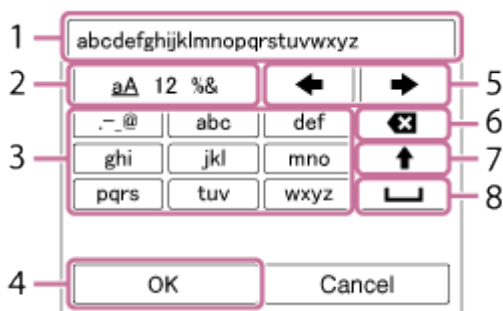 1 abcdefghijklmnopqrstuvwxyz
2 aA 12 %& 5
.-_@ abc def 6
3 ghi jkl mno 7
pqrs tuv wxyz 8
4 OK Cancel